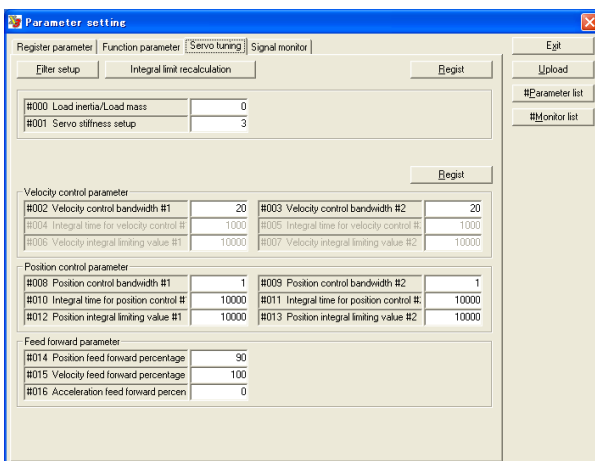 Parameter setting
Register parameter Function parameter Servo tuning Signal monitor Exit
Filter setup Integral limit recalculation Regist Upload
#Parameter list
#000 Load inertia/Load mass 0 #Monitor list
#001 Servo stiffness setup 3
Regist
Velocity control parameter
#002 Velocity control bandwidth #1 20 #003 Velocity control bandwidth #2 20
#004 Integral time for velocity control #' 1000 #005 Integral time for velocity control #: 1000
#006 Velocity integral limiting value #1 10000 #007 Velocity integral limiting value #2 10000
Position control parameter
#008 Position control bandwidth #1 1 #009 Position control bandwidth #2 1
#010 Integral time for position control #' 10000 #011 Integral time for position control #: 10000
#012 Position integral limiting value #1 10000 #013 Position integral limiting value #2 10000
Feed forward parameter
#014 Position feed forward percentage 90
#015 Velocity feed forward percentage 100
#016 Acceleration feed forward percen 0